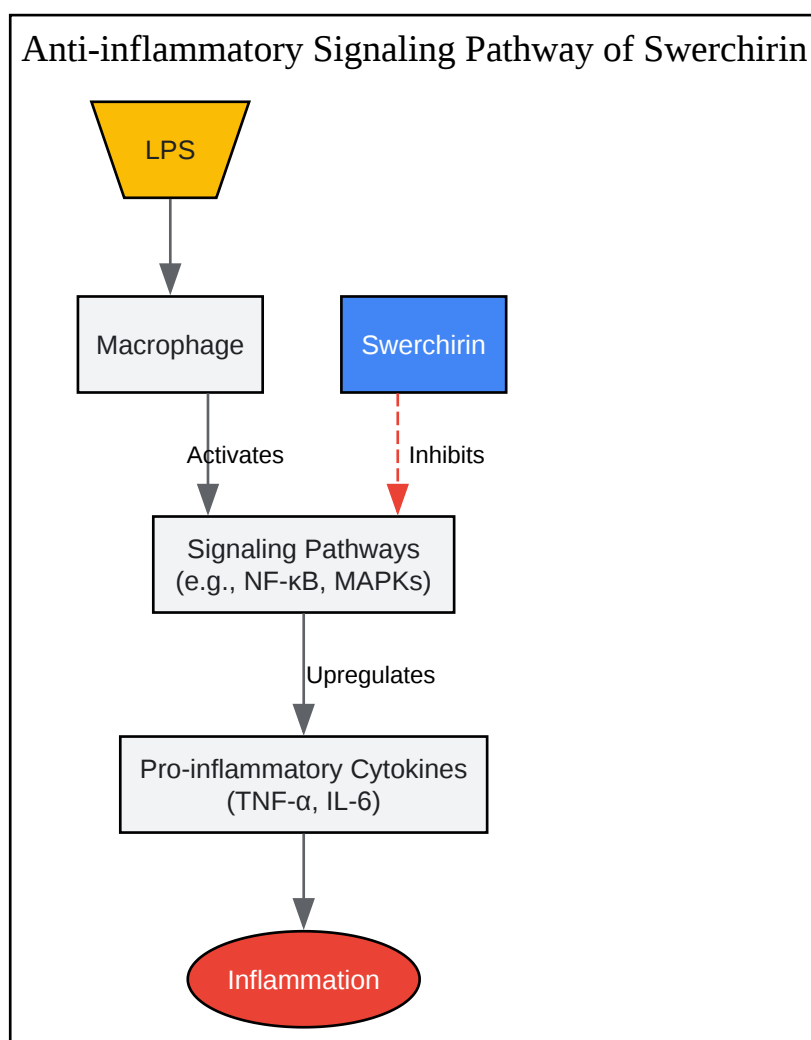 Anti-inflammatory Signaling Pathway of Swerchirin
LPS
Macrophage
Swerchirin
Activates
Inhibits
Signaling Pathways
(e.g., NF-κB, MAPKs)
Upregulates
Pro-inflammatory Cytokines
(TNF-α, IL-6)
Inflammation